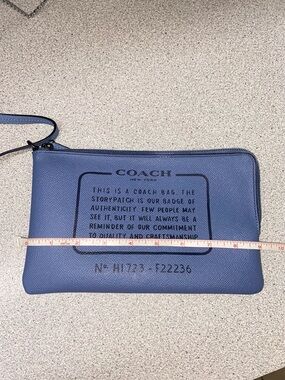 COACH
NEW YORK
THIS IS A COACH BAG. THE
STORYPATCH IS OUR BADGE OF
AUTHENTICITY. FEW PEOPLE MAY
SEE IT, BUT IT WILL ALWAYS BE A
REMINDER OF OUR COMMITMENT
TO QUALITY AND CRAFTSMANSHIP.
Nº H1723 - F22236